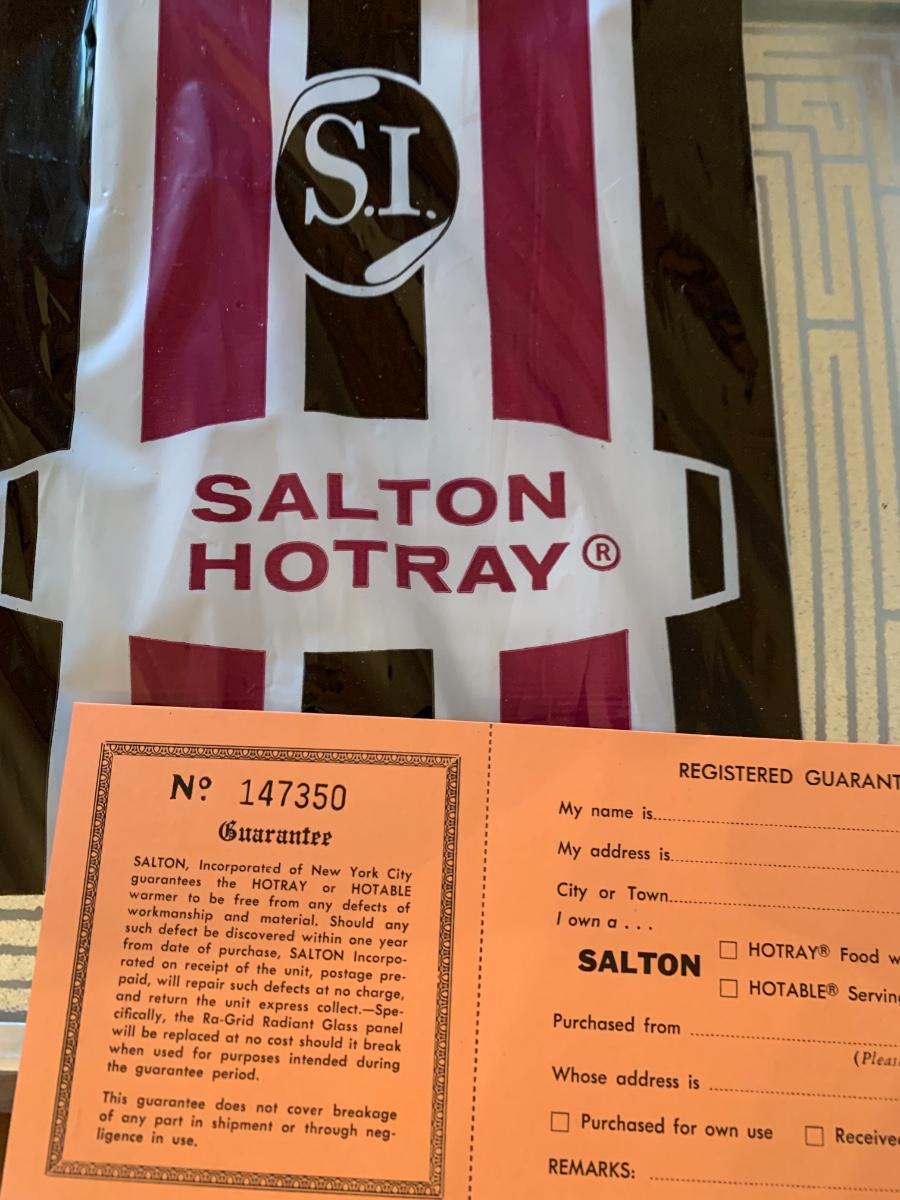 S.I.
SALTON
HOTRAY®
Nº 147350
Guarantee
SALTON, Incorporated of New York City
guarantees the HOTRAY or HOTABLE
warmer to be free from any defects of
workmanship and material. Should any
such defect be discovered within one year
from date of purchase, SALTON Incorpo-
rated on receipt of the unit, postage pre-
paid, will repair such defects at no charge,
and return the unit express collect.—Spe-
cifically, the Ra-Grid Radiant Glass panel
will be replaced at no cost should it break
when used for purposes intended during
the guarantee period.
This guarantee does not cover breakage
of any part in shipment or through neg-
ligence in use.
REGISTERED GUARANT
My name is
My address is
City or Town
I own a . . .
SALTON
HOTRAY® Food w
HOTABLE® Serving
Purchased from
(Pleas
Whose address is
Purchased for own use
Receive
REMARKS: